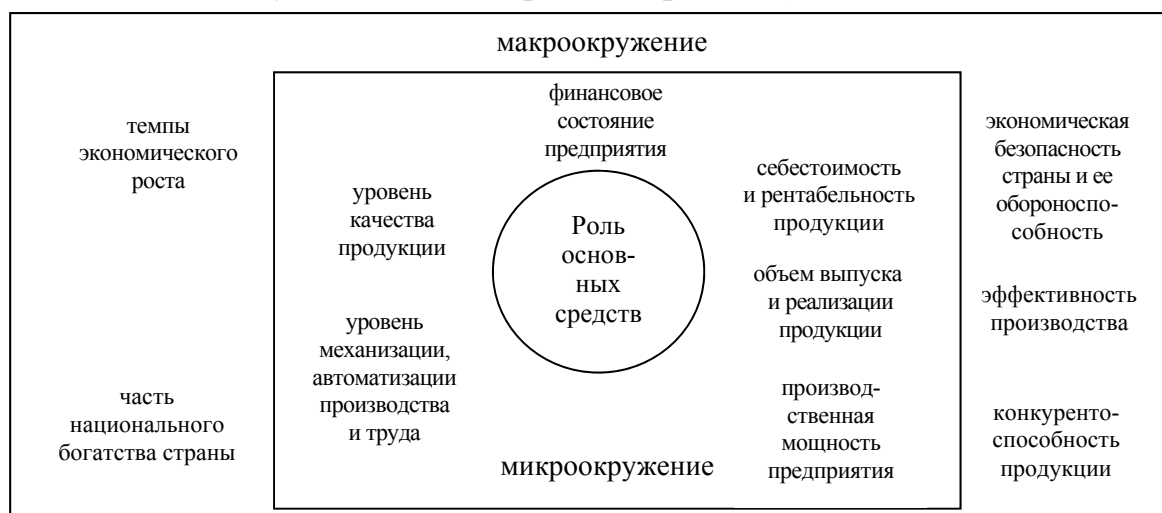 макроокружение
темпы
экономического
роста
часть
национального
богатства страны
финансовое
состояние
предприятия
уровень
качества
продукции
уровень
механизации,
автоматизации
производства
и труда
Роль
основ-
ных
средств
себестоимость
и рентабельность
продукции
объем выпуска
и реализации
продукции
производ-
ственная
мощность
предприятия
микроокружение
экономическая
безопасность
страны и ее
обороноспо-
собность
эффективность
производства
конкуренто-
способность
продукции